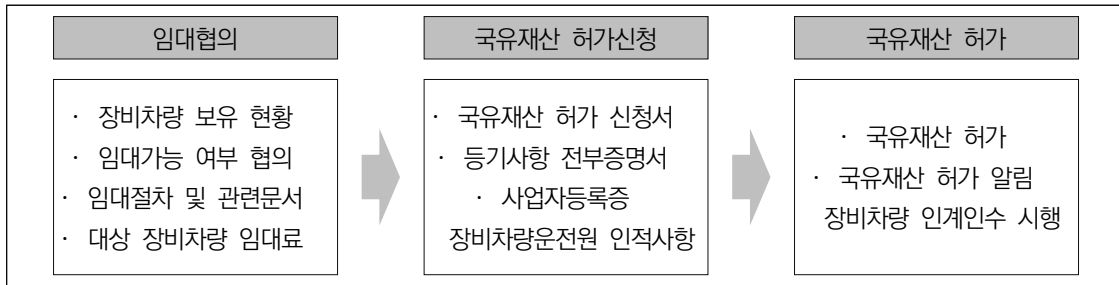 임대협의
· 장비차량 보유 현황
· 임대가능 여부 협의
· 임대절차 및 관련문서
· 대상 장비차량 임대료
국유재산 허가신청
· 국유재산 허가 신청서
· 등기사항 전부증명서
· 사업자등록증
장비차량운전원 인적사항
국유재산 허가
· 국유재산 허가
· 국유재산 허가 알림
장비차량 인계인수 시행